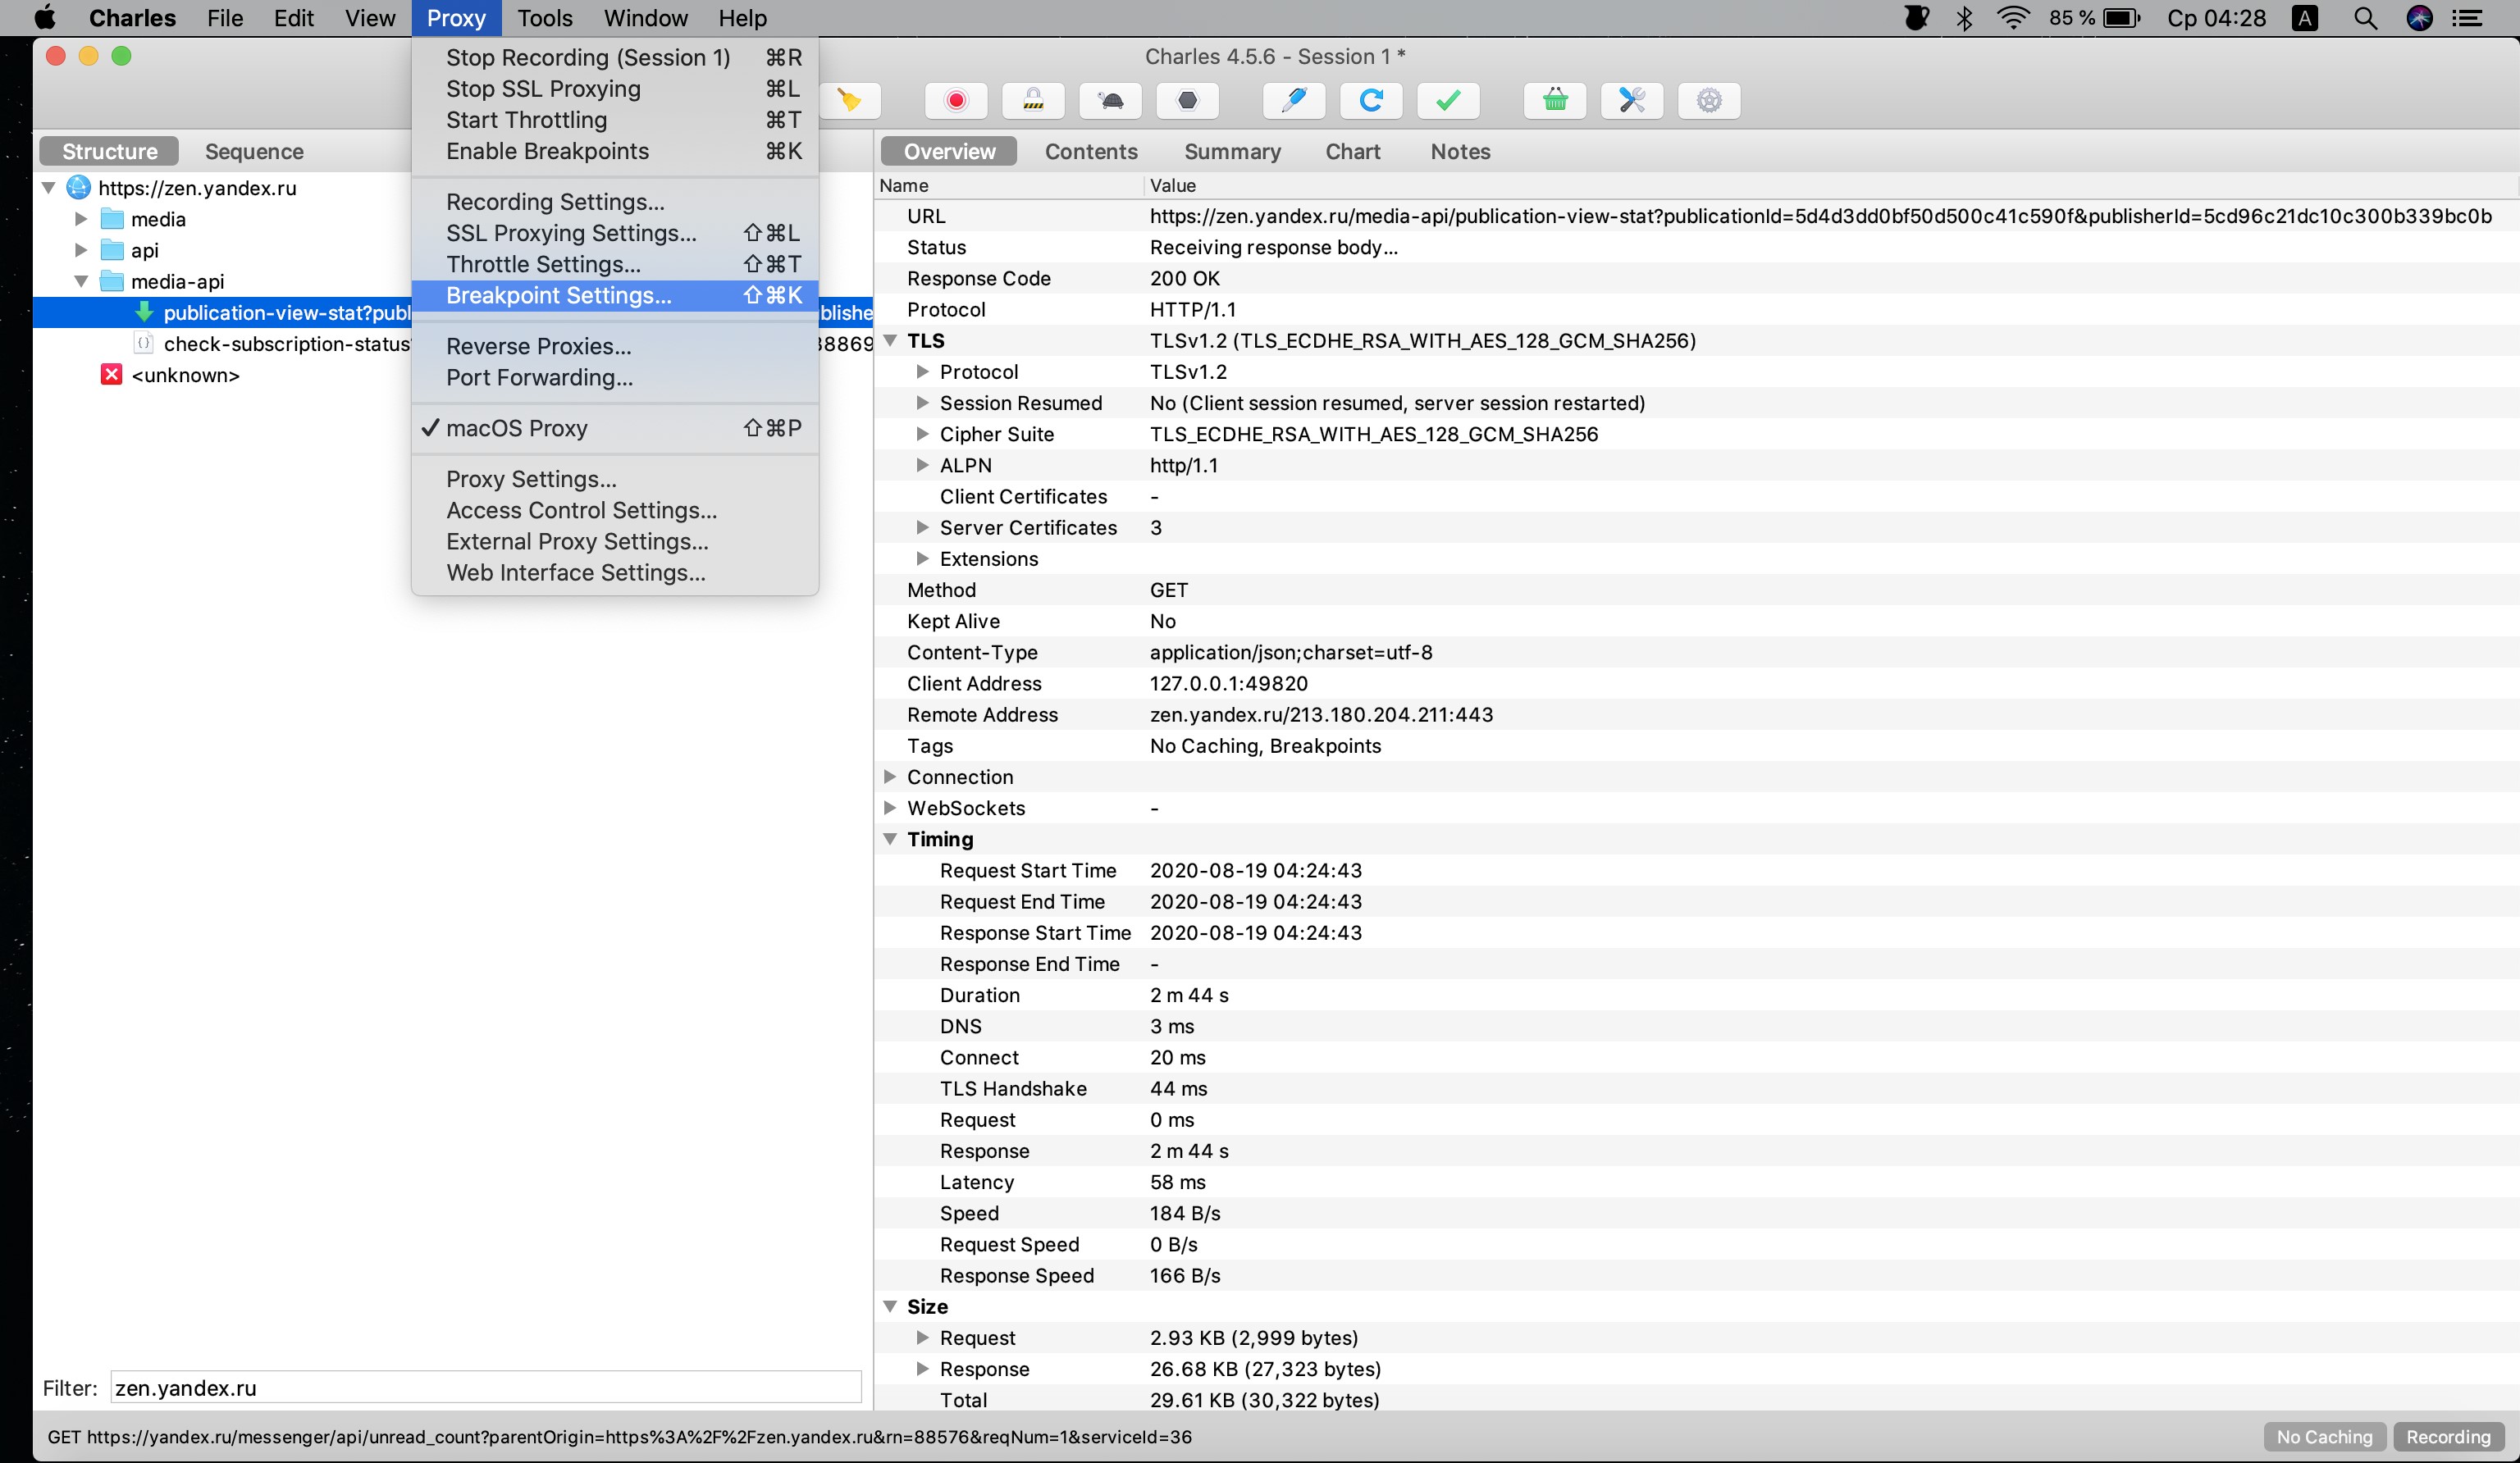 Charles File Edit View Proxy Tools Window Help 85 % Ср 04:28 A
Charles 4.5.6 - Session 1 *
Stop Recording (Session 1) ⌘R
Stop SSL Proxying ⌘L
Start Throttling ⌘T
Enable Breakpoints ⌘K
Recording Settings...
SSL Proxying Settings... ⇧⌘L
Throttle Settings... ⇧⌘T
Breakpoint Settings... ⇧⌘K
Reverse Proxies...
Port Forwarding...
✓ macOS Proxy ⇧⌘P
Proxy Settings...
Access Control Settings...
External Proxy Settings...
Web Interface Settings...
Structure Sequence
https://zen.yandex.ru
media
api
media-api
publication-view-stat?publ blishe
check-subscription-status 38869
<unknown>
Filter: zen.yandex.ru
Overview Contents Summary Chart Notes
Name Value
URL https://zen.yandex.ru/media-api/publication-view-stat?publicationId=5d4d3dd0bf50d500c41c590f&publisherId=5cd96c21dc10c300b339bc0b
Status Receiving response body...
Response Code 200 OK
Protocol HTTP/1.1
TLS TLSv1.2 (TLS_ECDHE_RSA_WITH_AES_128_GCM_SHA256)
Protocol TLSv1.2
Session Resumed No (Client session resumed, server session restarted)
Cipher Suite TLS_ECDHE_RSA_WITH_AES_128_GCM_SHA256
ALPN http/1.1
Client Certificates -
Server Certificates 3
Extensions
Method GET
Kept Alive No
Content-Type application/json;charset=utf-8
Client Address 127.0.0.1:49820
Remote Address zen.yandex.ru/213.180.204.211:443
Tags No Caching, Breakpoints
Connection
WebSockets -
Timing
Request Start Time 2020-08-19 04:24:43
Request End Time 2020-08-19 04:24:43
Response Start Time 2020-08-19 04:24:43
Response End Time -
Duration 2 m 44 s
DNS 3 ms
Connect 20 ms
TLS Handshake 44 ms
Request 0 ms
Response 2 m 44 s
Latency 58 ms
Speed 184 B/s
Request Speed 0 B/s
Response Speed 166 B/s
Size
Request 2.93 KB (2,999 bytes)
Response 26.68 KB (27,323 bytes)
Total 29.61 KB (30,322 bytes)
GET https://yandex.ru/messenger/api/unread_count?parentOrigin=https%3A%2F%2Fzen.yandex.ru&rn=88576&reqNum=1&serviceId=36 No Caching Recording